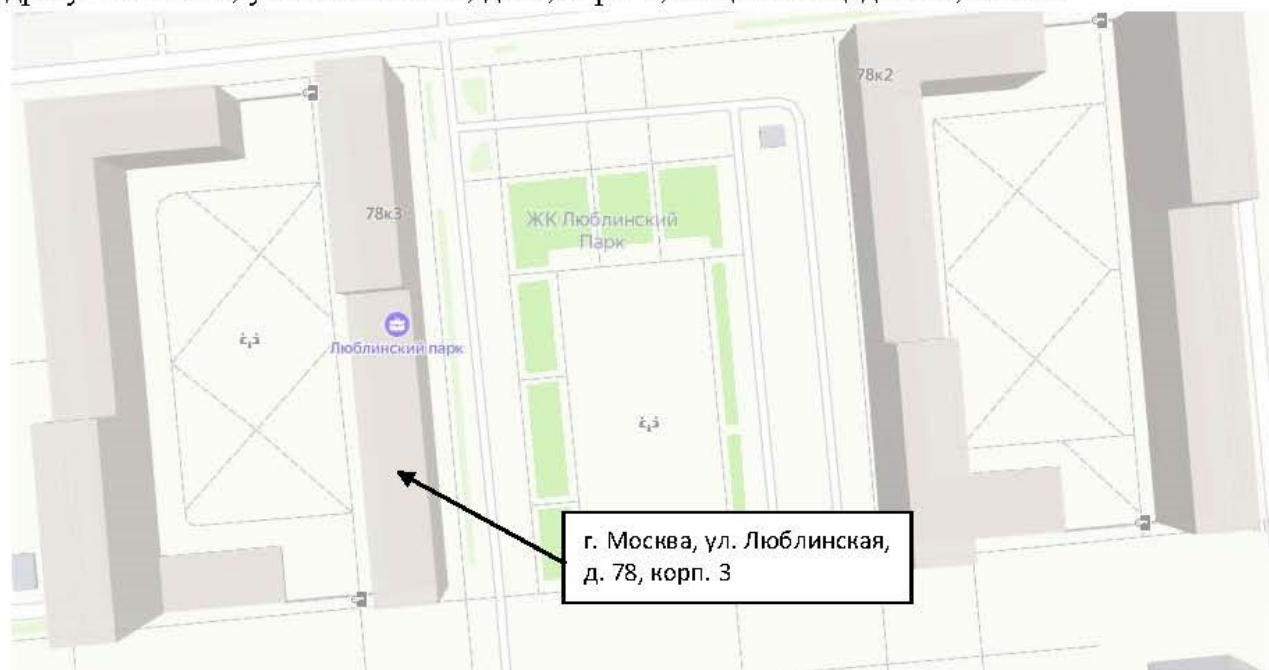 78к2
78к3
ЖК Люблинский
Парк
Люблинский парк
г. Москва, ул. Люблинская,
д. 78, корп. 3